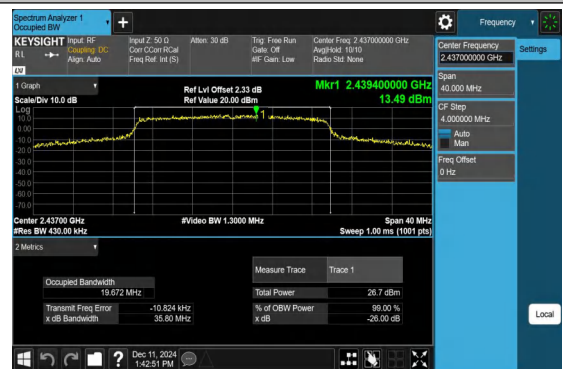 Spectrum Analyzer 1
Occupied BW
Frequency
KEYSIGHT
RL
Input: RF
Coupling: DC
Align: Auto
Input Z: 50 Ω
Corr CCorr RCal
Freq Ref: Int (S)
Atten: 30 dB
Trig: Free Run
Gate: Off
#IF Gain: Low
Center Freq: 2.437000000 GHz
Avg|Hold: 10/10
Radio Std: None
LXI
Center Frequency
2.437000000 GHz
Settings
Span
40.000 MHz
CF Step
4.000000 MHz
Auto
Man
Freq Offset
0 Hz
Local
1 Graph
Scale/Div 10.0 dB
Ref Lvl Offset 2.33 dB
Ref Value 20.00 dBm
Mkr1 2.439400000 GHz
13.49 dBm
Log
10.0
0.00
-10.0
-20.0
-30.0
-40.0
-50.0
-60.0
-70.0
1
Center 2.43700 GHz
#Res BW 430.00 kHz
#Video BW 1.3000 MHz
Span 40 MHz
Sweep 1.00 ms (1001 pts)
2 Metrics
Measure Trace
Trace 1
Occupied Bandwidth
19.672 MHz
Total Power
26.7 dBm
Transmit Freq Error
-10.824 kHz
% of OBW Power
99.00 %
x dB Bandwidth
35.80 MHz
x dB
-26.00 dB
?
Dec 11, 2024
1:42:51 PM